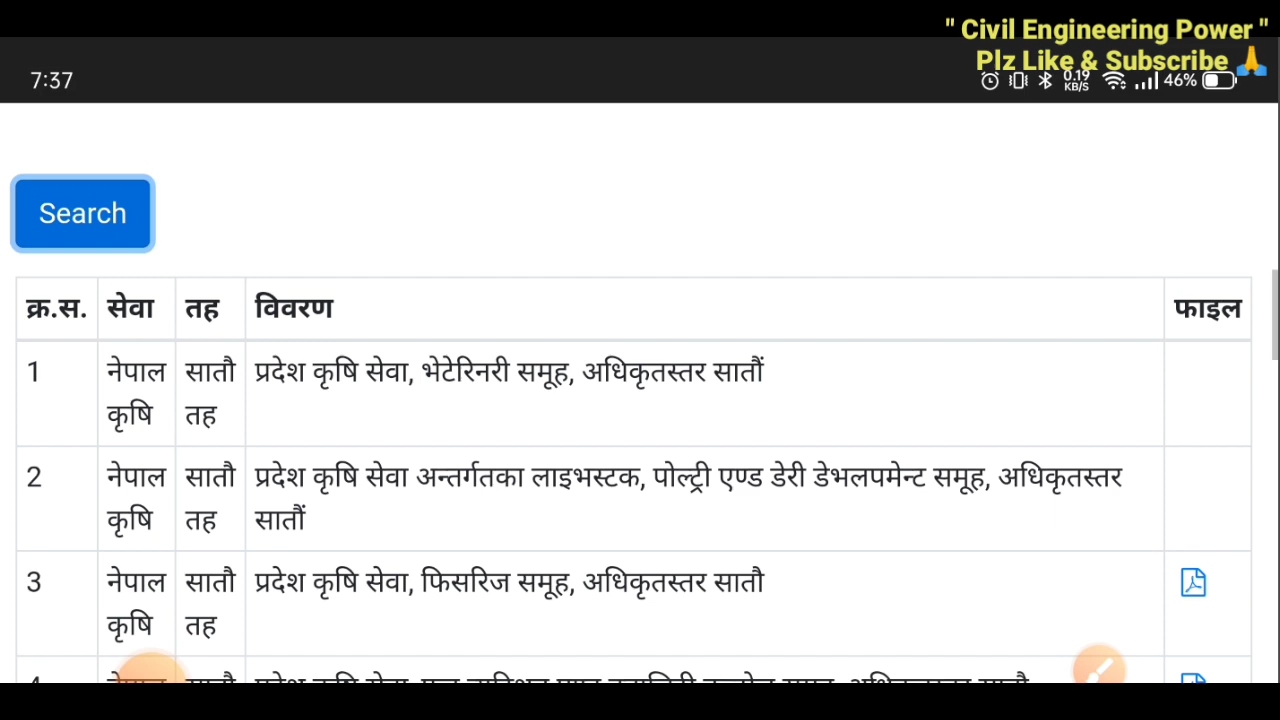 " Civil Engineering Power "
Plz Like & Subscribe 🙏
7:37
0.19 KB/S 46%
Search
क्र.स. सेवा तह विवरण फाइल
1 नेपाल सातौ प्रदेश कृषि सेवा, भेटेरिनरी समूह, अधिकृतस्तर सातौं
कृषि तह
2 नेपाल सातौ प्रदेश कृषि सेवा अन्तर्गतका लाइभस्टक, पोल्ट्री एण्ड डेरी डेभलपमेन्ट समूह, अधिकृतस्तर
कृषि तह सातौं
3 नेपाल सातौ प्रदेश कृषि सेवा, फिसरिज समूह, अधिकृतस्तर सातौ
कृषि तह
4 नेपाल सातौ प्रदेश कृषि सेवा,